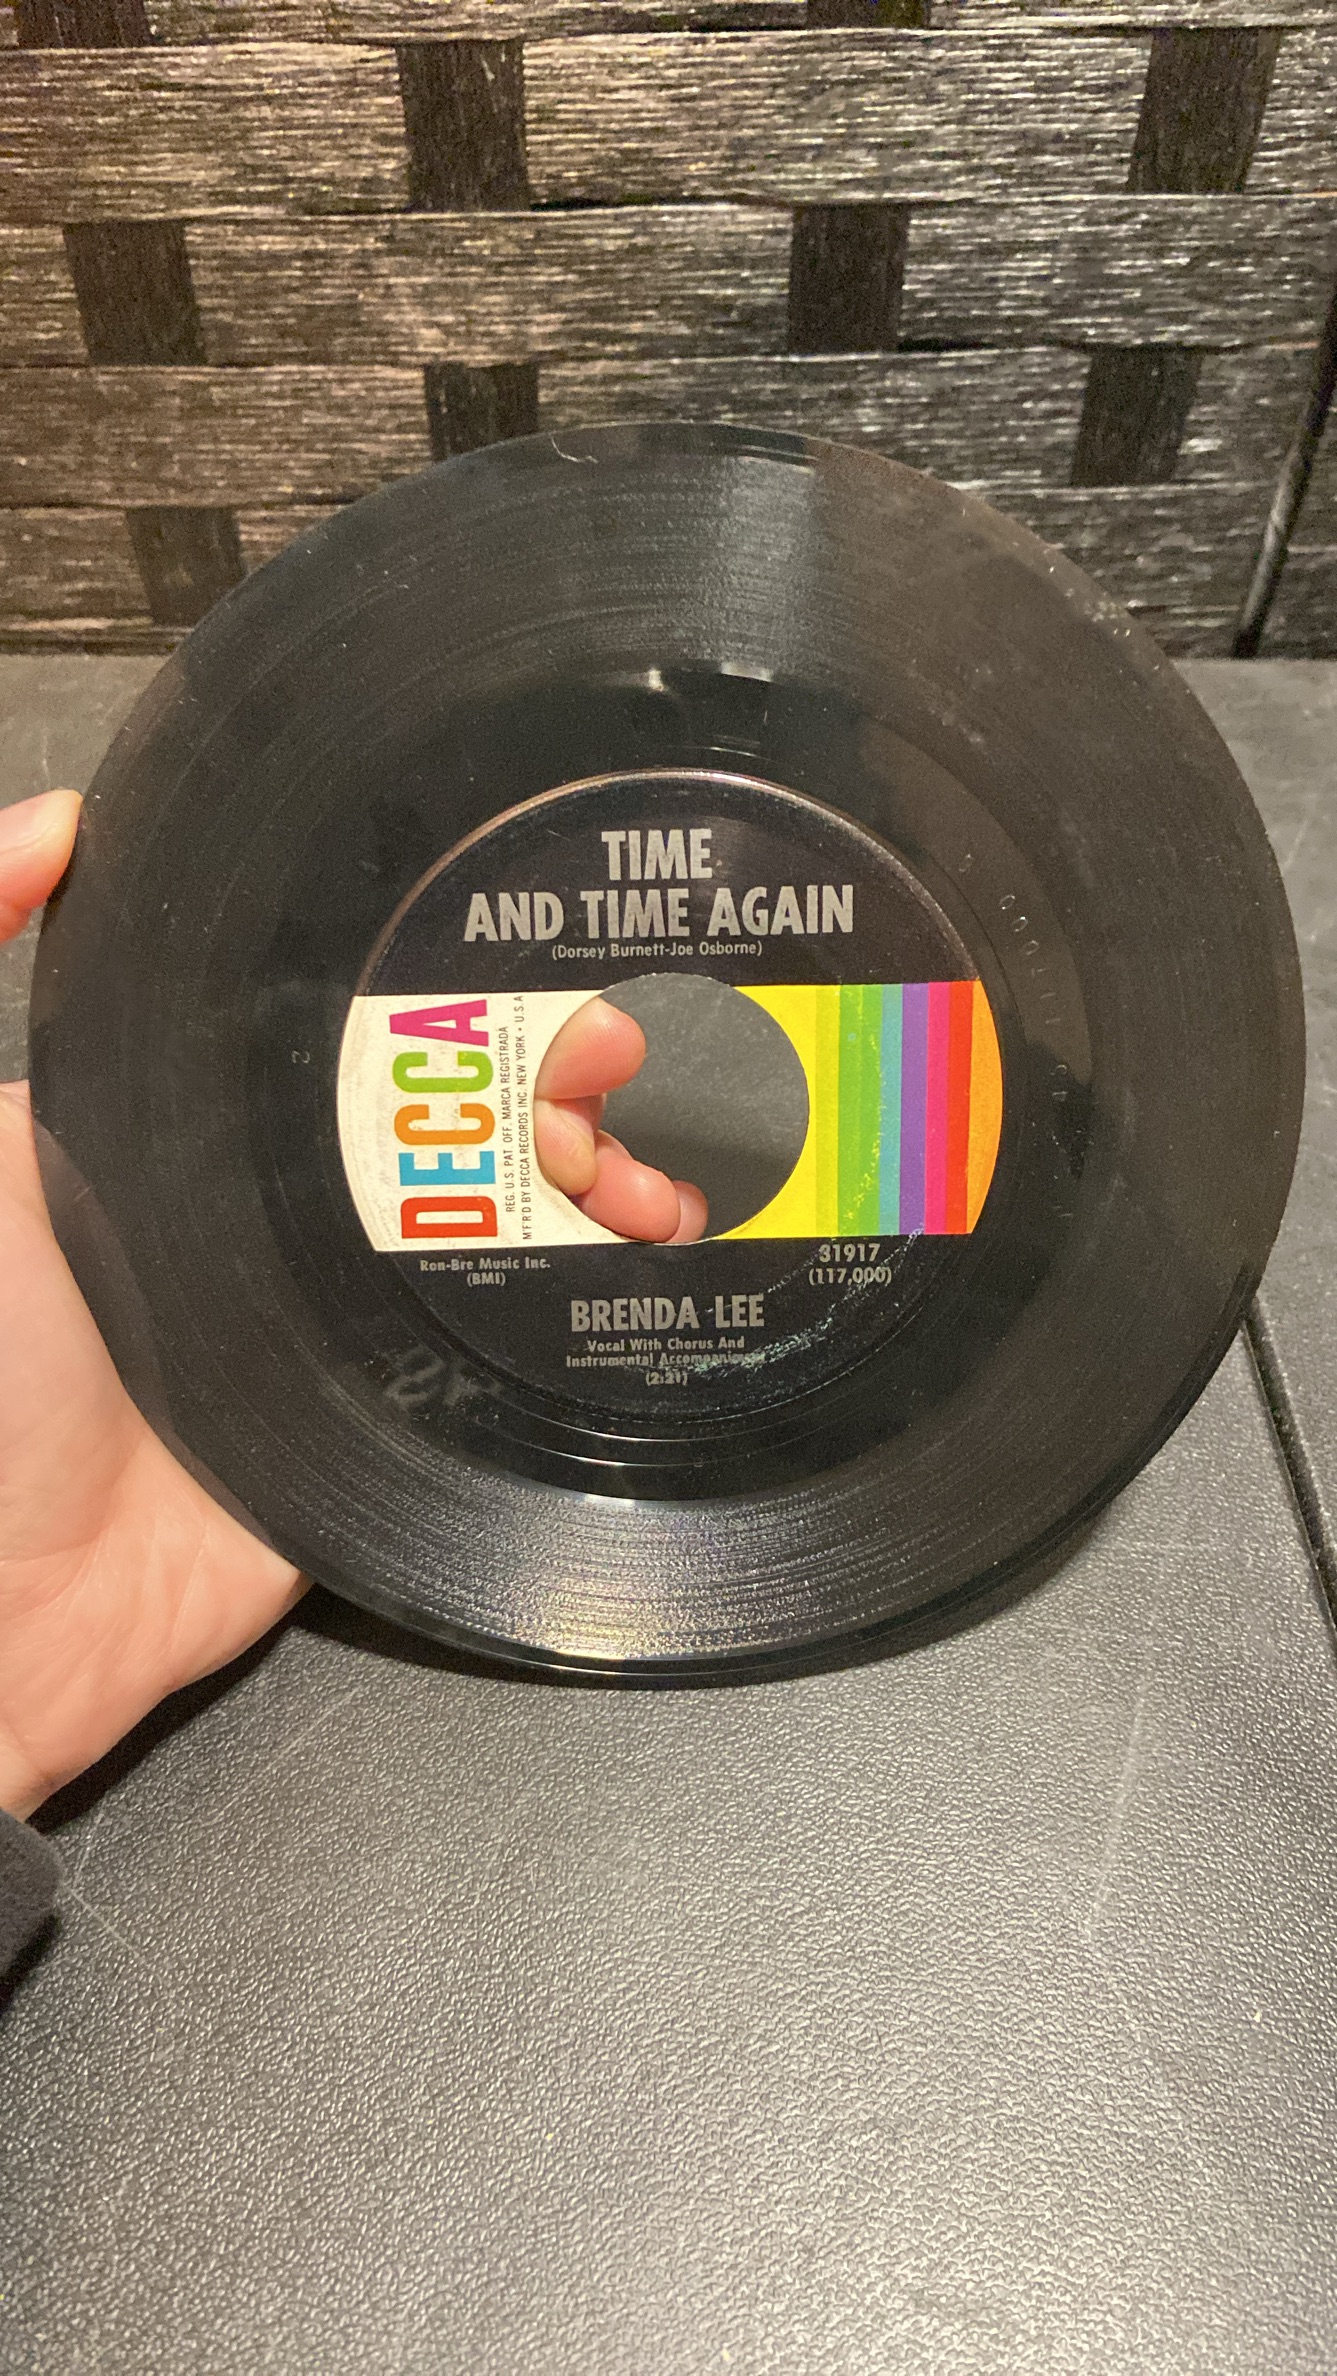 TIME
AND TIME AGAIN
(Dorsey Burnett-Joe Osborne)
DECCA
REG. U.S. PAT. OFF. MARCA REGISTRADA
M'F'R'D BY DECCA RECORDS INC. NEW YORK • U.S.A
Ron-Bre Music Inc.
(BMI)
31917
(117,000)
BRENDA LEE
Vocal With Chorus And
Instrumental Accompaniment
(2:21)